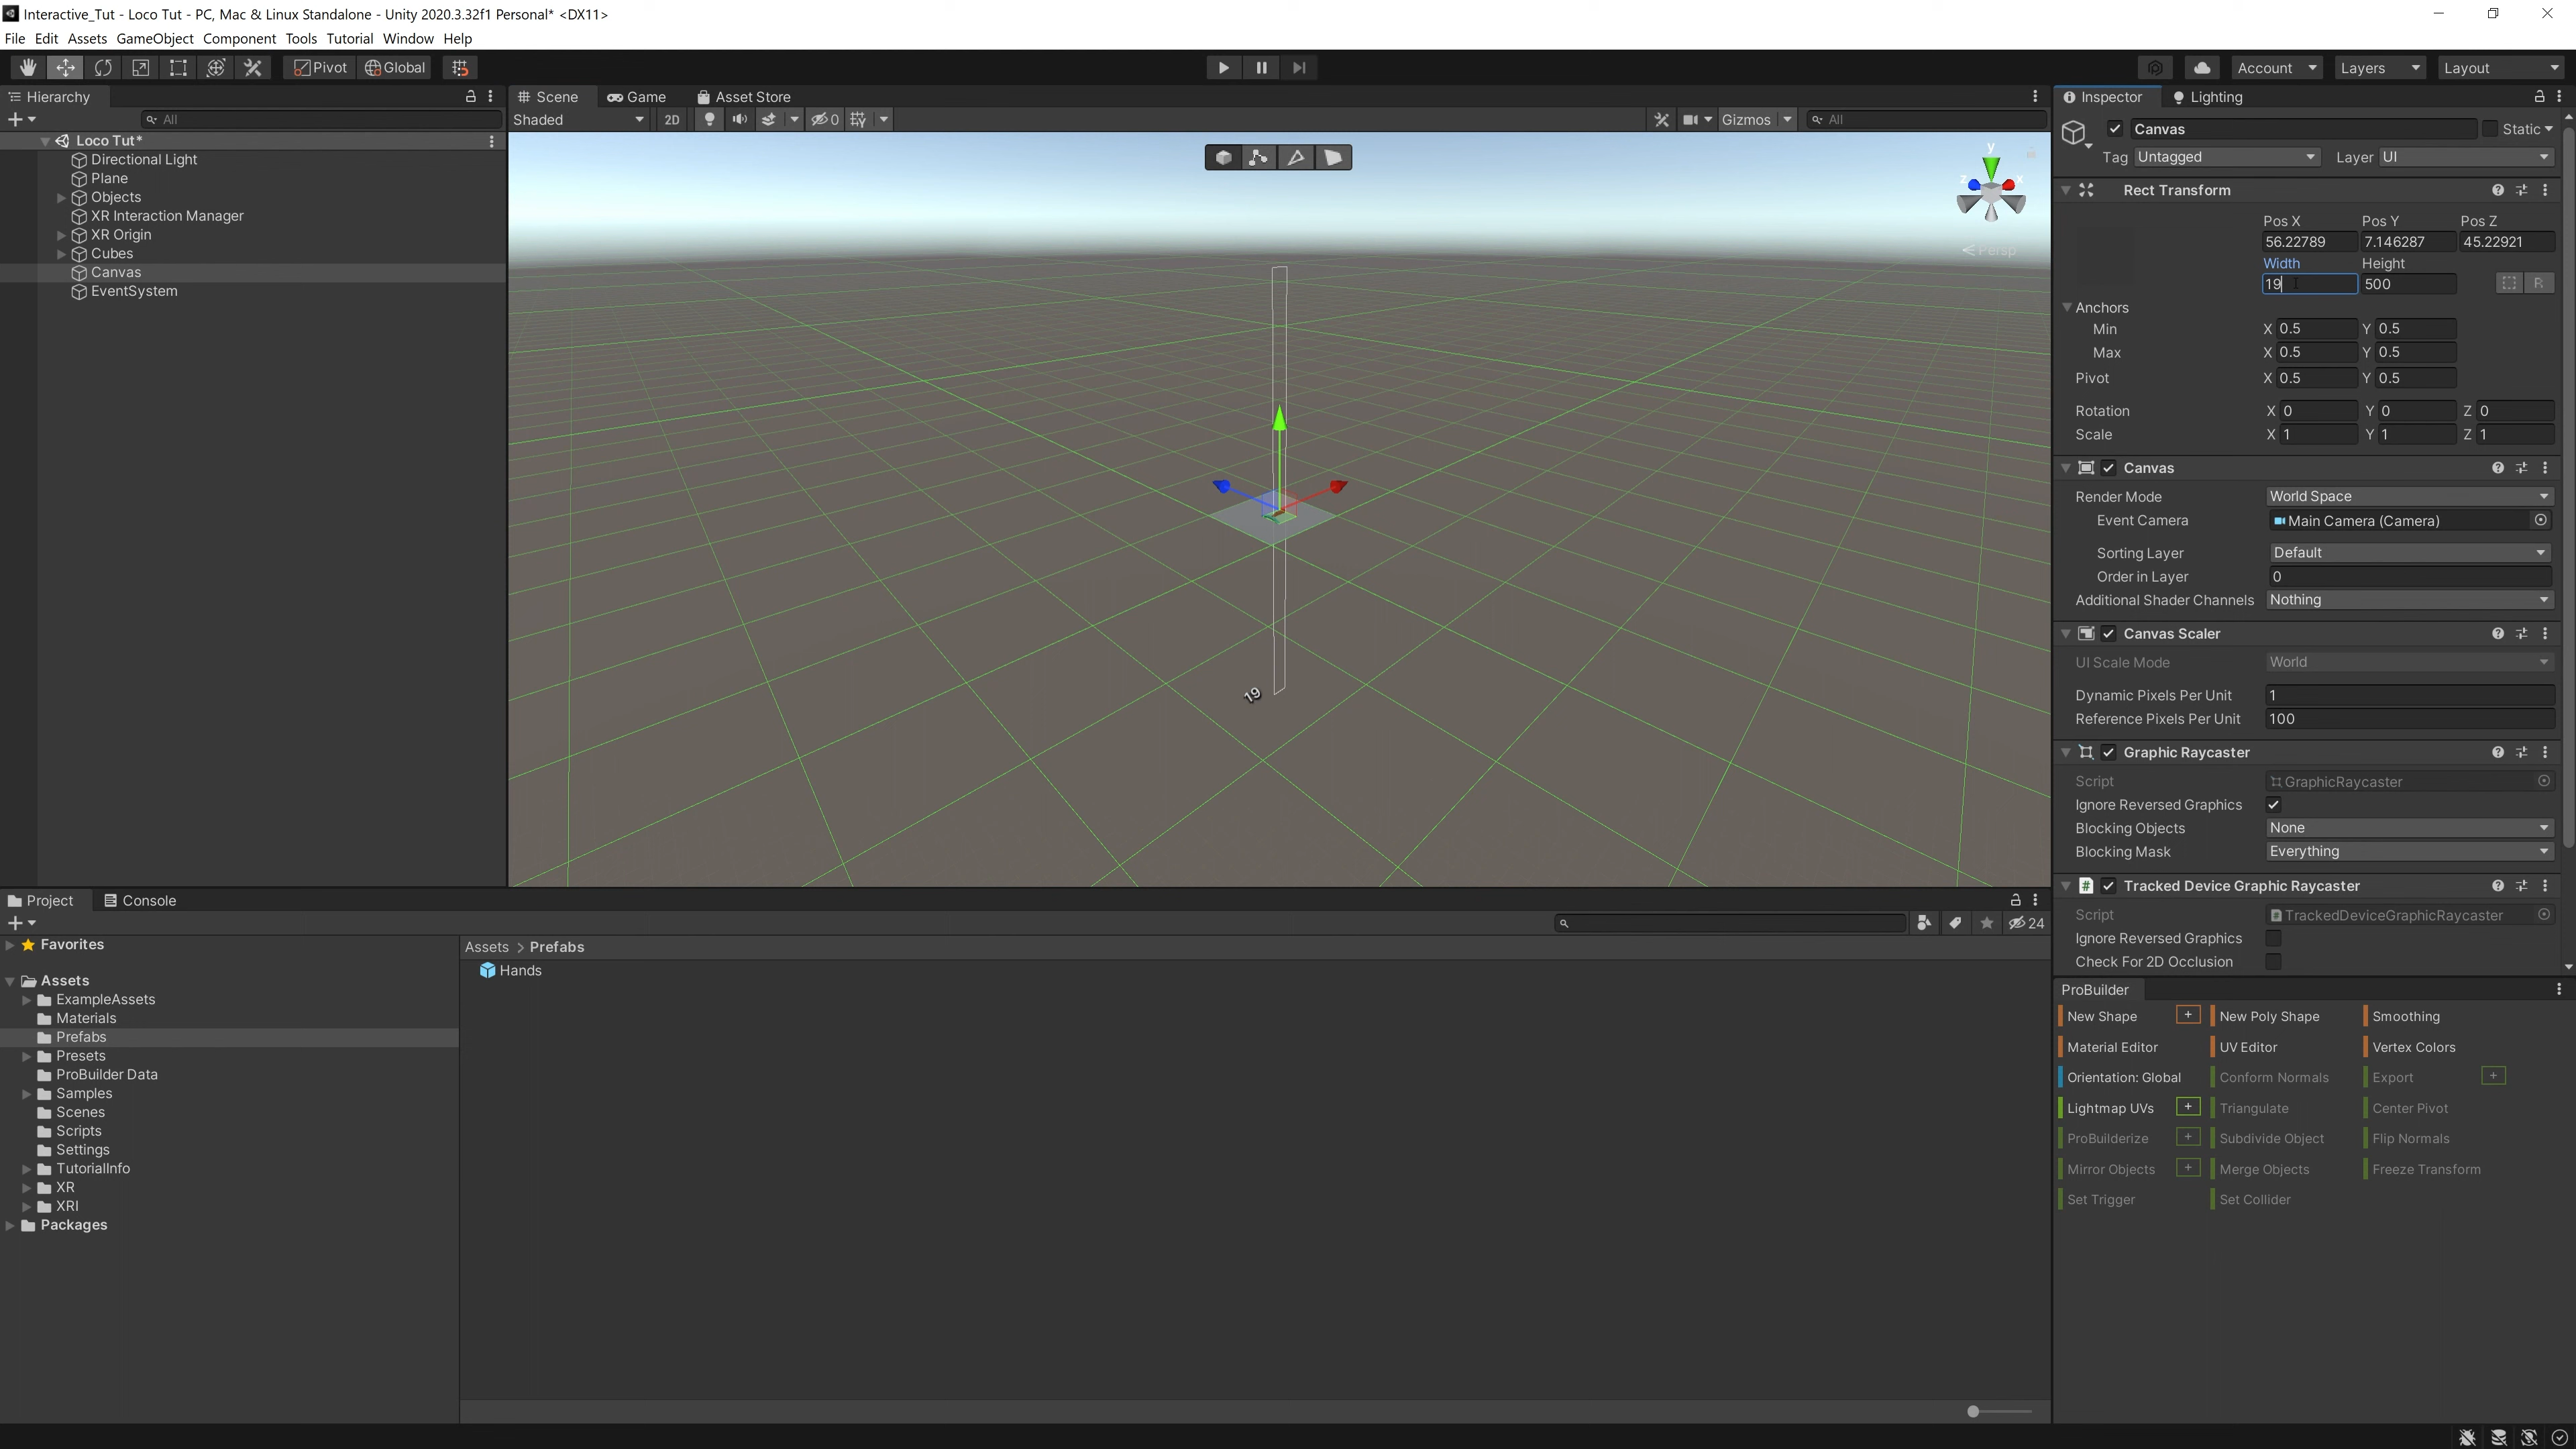 Interactive_Tut - Loco Tut - PC, Mac & Linux Standalone - Unity 2020.3.32f1 Personal* <DX11>
File Edit Assets GameObject Component Tools Tutorial Window Help
Pivot Global Account Layers Layout
Hierarchy
All
Loco Tut*
Directional Light
Plane
Objects
XR Interaction Manager
XR Origin
Cubes
Canvas
EventSystem
Scene Game Asset Store
Shaded 2D 0 Gizmos All
y
z x
Persp
19
Inspector Lighting
Canvas Static
Tag Untagged Layer UI
Rect Transform
Pos X Pos Y Pos Z
56.22789 7.146287 45.22921
Width Height
19 500 R
Anchors
Min X 0.5 Y 0.5
Max X 0.5 Y 0.5
Pivot X 0.5 Y 0.5
Rotation X 0 Y 0 Z 0
Scale X 1 Y 1 Z 1
Canvas
Render Mode World Space
Event Camera Main Camera (Camera)
Sorting Layer Default
Order in Layer 0
Additional Shader Channels Nothing
Canvas Scaler
UI Scale Mode World
Dynamic Pixels Per Unit 1
Reference Pixels Per Unit 100
Graphic Raycaster
Script GraphicRaycaster
Ignore Reversed Graphics
Blocking Objects None
Blocking Mask Everything
# Tracked Device Graphic Raycaster
Script TrackedDeviceGraphicRaycaster
Ignore Reversed Graphics
Check For 2D Occlusion
Project Console
24
Favorites
Assets
ExampleAssets
Materials
Prefabs
Presets
ProBuilder Data
Samples
Scenes
Scripts
Settings
TutorialInfo
XR
XRI
Packages
Assets > Prefabs
Hands
ProBuilder
New Shape + New Poly Shape Smoothing
Material Editor UV Editor Vertex Colors
Orientation: Global Conform Normals Export +
Lightmap UVs + Triangulate Center Pivot
ProBuilderize + Subdivide Object Flip Normals
Mirror Objects + Merge Objects Freeze Transform
Set Trigger Set Collider